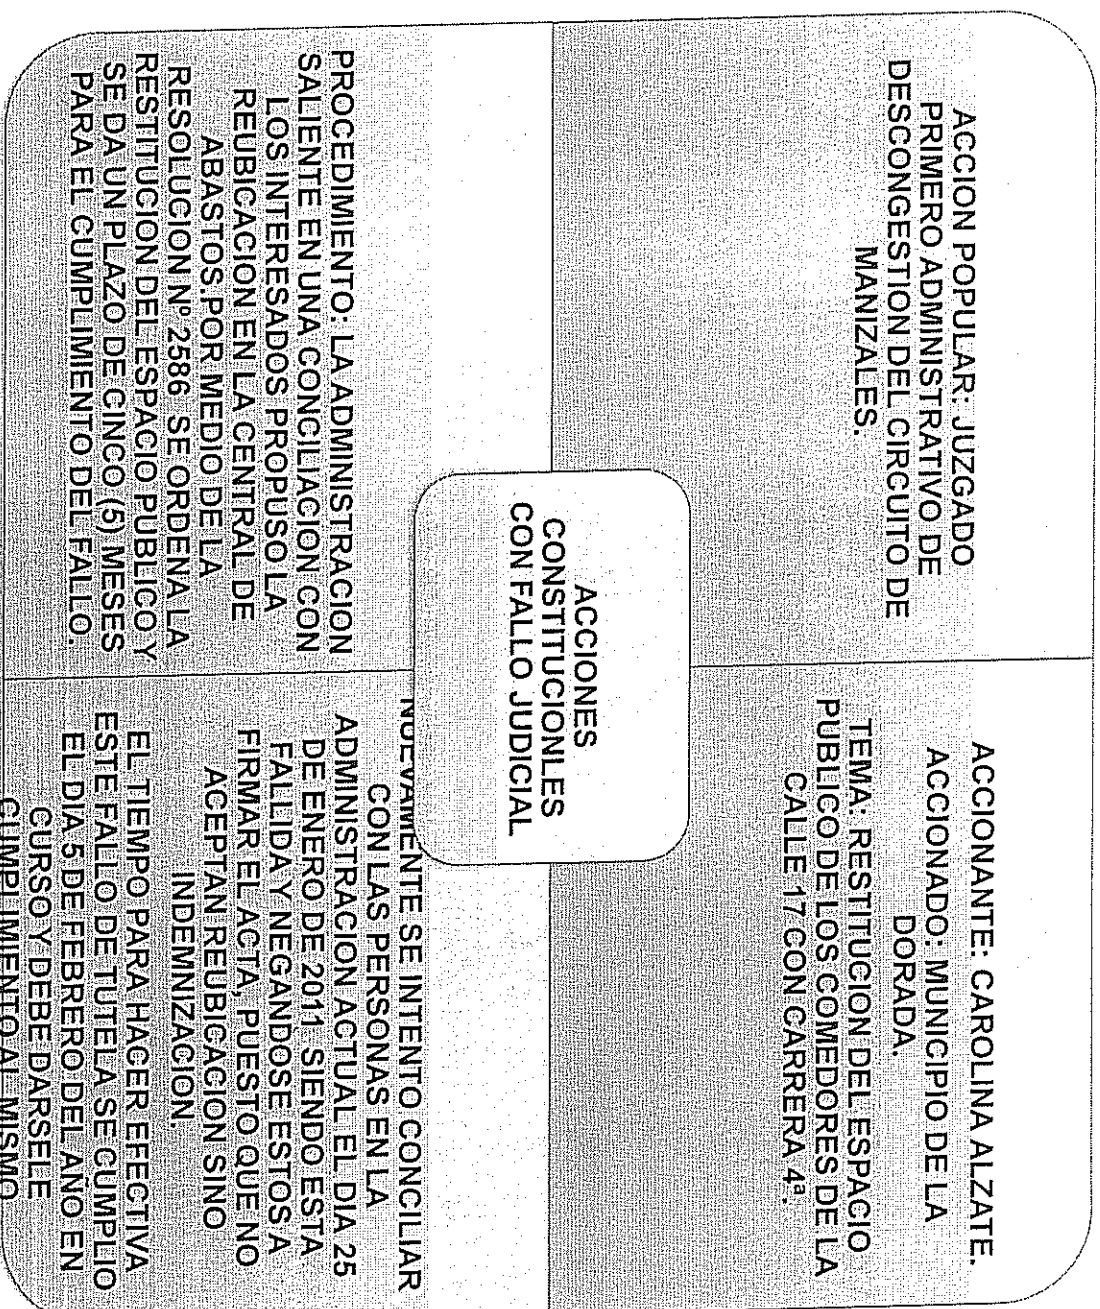 ACCION POPULAR: JUZGADO
PRIMERO ADMINISTRATIVO DE
DESCONGESTION DEL CIRCUITO DE
MANIZALES.
ACCIONANTE: CAROLINA ALZATE.
ACCIONADO: MUNICIPIO DE LA
DORADA.
TEMA: RESTITUCION DEL ESPACIO
PUBLICO DE LOS COMEDORES DE LA
CALLE 17 CON CARRERA 4ª.
ACCIONES
CONSTITUCIONLES
CON FALLO JUDICIAL
PROCEDIMIENTO: LA ADMINISTRACION
SALIENTE EN UNA CONCILIACION CON
LOS INTERESADOS PROPUSO LA
REUBICACION EN LA CENTRAL DE
ABASTOS.POR MEDIO DE LA
RESOLUCION Nº 2586 SE ORDENA LA
RESTITUCION DEL ESPACIO PUBLICO Y
SE DA UN PLAZO DE CINCO (5) MESES
PARA EL CUMPLIMIENTO DEL FALLO.
NUEVAMENTE SE INTENTO CONCILIAR
CON LAS PERSONAS EN LA
ADMINISTRACION ACTUAL EL DIA 25
DE ENERO DE 2011 SIENDO ESTA
FALLIDA Y NEGANDOSE ESTOS A
FIRMAR EL ACTA, PUESTO QUE NO
ACEPTAN REUBICACION SINO
INDEMNIZACION.
EL TIEMPO PARA HACER EFECTIVA
ESTE FALLO DE TUTELA SE CUMPLIO
EL DIA 5 DE FEBRERO DEL AÑO EN
CURSO Y DEBE DARSELE
CUMPLIMIENTO AL MISMO